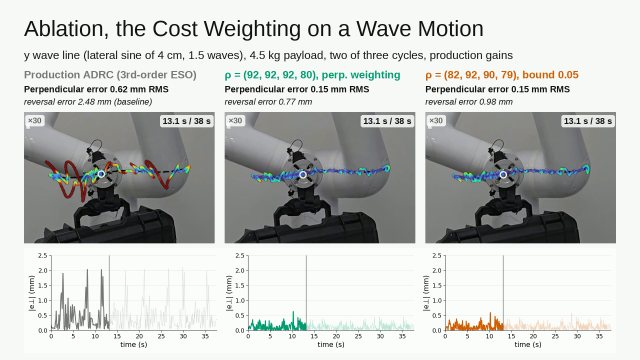 Ablation, the Cost Weighting on a Wave Motion
y wave line (lateral sine of 4 cm, 1.5 waves), 4.5 kg payload, two of three cycles, production gains
Production ADRC (3rd-order ESO)
Perpendicular error 0.62 mm RMS
reversal error 2.48 mm (baseline)
×30
13.1 s / 38 s
2.5
2.0
1.5
1.0
0.5
0.0
|e⊥| (mm)
0 5 10 15 20 25 30 35
time (s)
ρ = (92, 92, 92, 80), perp. weighting
Perpendicular error 0.15 mm RMS
reversal error 0.77 mm
×30
13.1 s / 38 s
2.5
2.0
1.5
1.0
0.5
0.0
|e⊥| (mm)
0 5 10 15 20 25 30 35
time (s)
ρ = (82, 92, 90, 79), bound 0.05
Perpendicular error 0.15 mm RMS
reversal error 0.98 mm
×30
13.1 s / 38 s
2.5
2.0
1.5
1.0
0.5
0.0
|e⊥| (mm)
0 5 10 15 20 25 30 35
time (s)